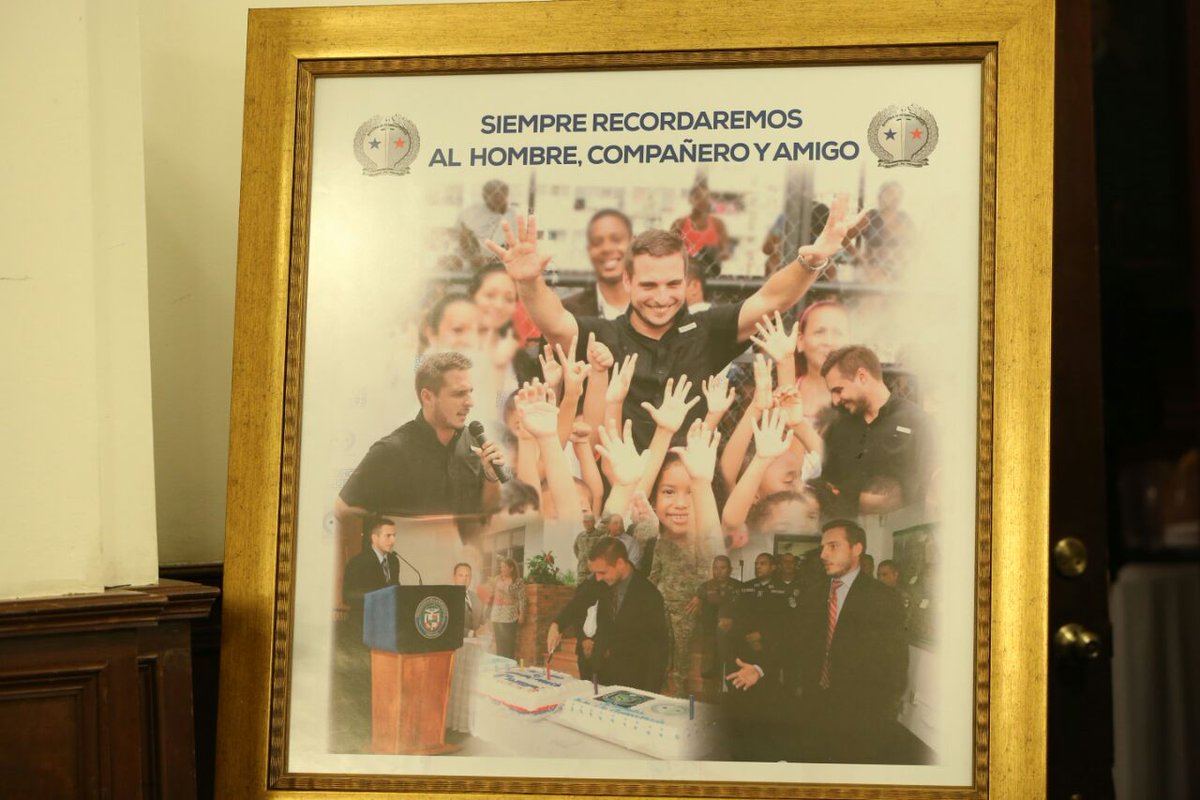 SIEMPRE RECORDAREMOS
AL HOMBRE, COMPAÑERO Y AMIGO